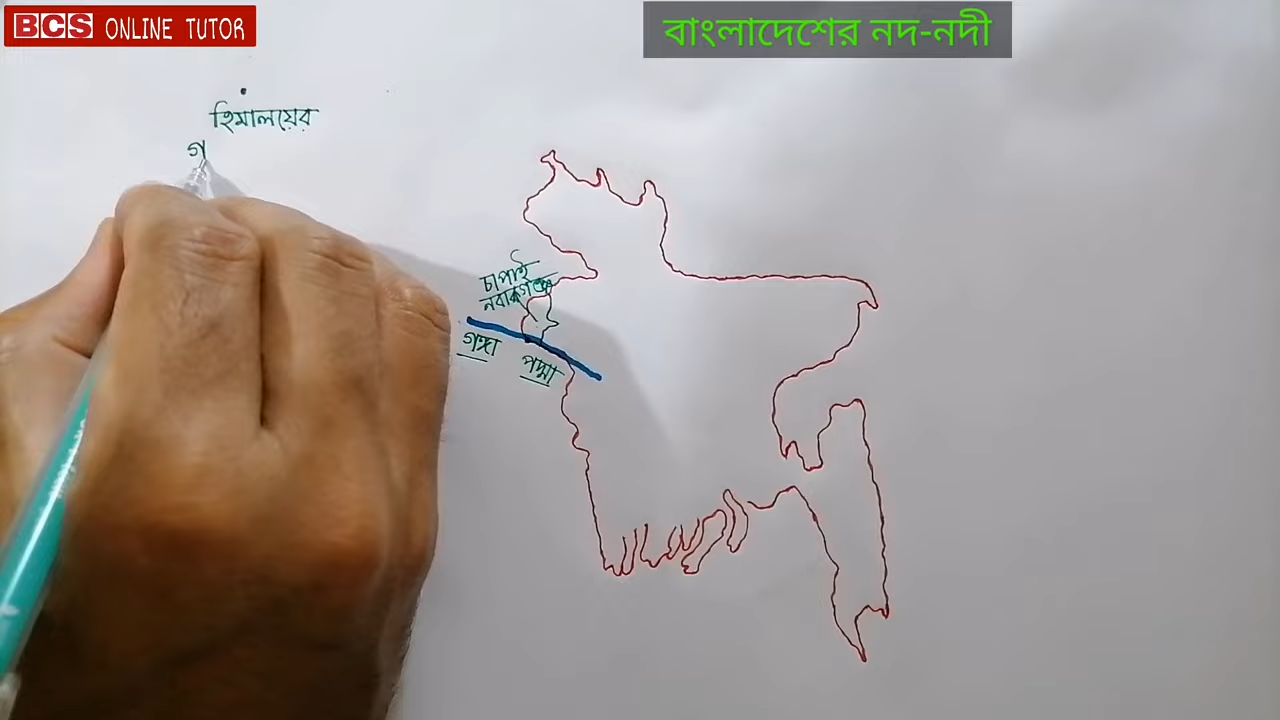 BCS ONLINE TUTOR
বাংলাদেশের নদ-নদী
হিমালয়ের
গ
চাপাই
নবাবগঞ্জ
গঙ্গা
পদ্মা